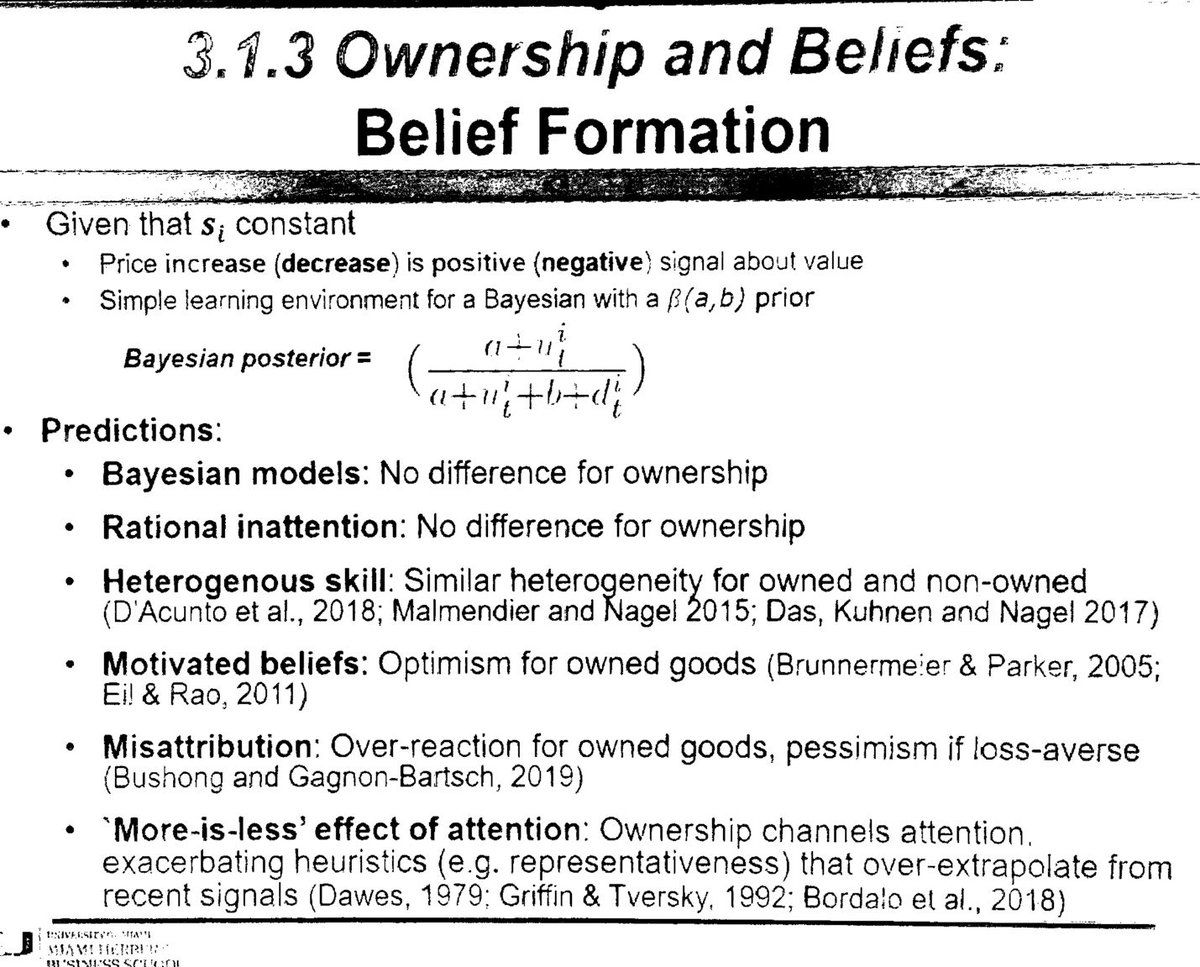 3.1.3 Ownership and Beliefs:
Belief Formation
• Given that s_i constant
• Price increase (decrease) is positive (negative) signal about value
• Simple learning environment for a Bayesian with a β(a,b) prior
Bayesian posterior = ( (a+u_t^i) / (a+u_t^i+b+d_t^i) )
• Predictions:
• Bayesian models: No difference for ownership
• Rational inattention: No difference for ownership
• Heterogenous skill: Similar heterogeneity for owned and non-owned
(D'Acunto et al., 2018; Malmendier and Nagel 2015; Das, Kuhnen and Nagel 2017)
• Motivated beliefs: Optimism for owned goods (Brunnermeier & Parker, 2005;
Eil & Rao, 2011)
• Misattribution: Over-reaction for owned goods, pessimism if loss-averse
(Bushong and Gagnon-Bartsch, 2019)
• `More-is-less' effect of attention: Ownership channels attention,
exacerbating heuristics (e.g. representativeness) that over-extrapolate from
recent signals (Dawes, 1979; Griffin & Tversky, 1992; Bordalo et al., 2018)
UNIVERSITY OF MIAMI
MIAMI HERBERT
BUSINESS SCHOOL